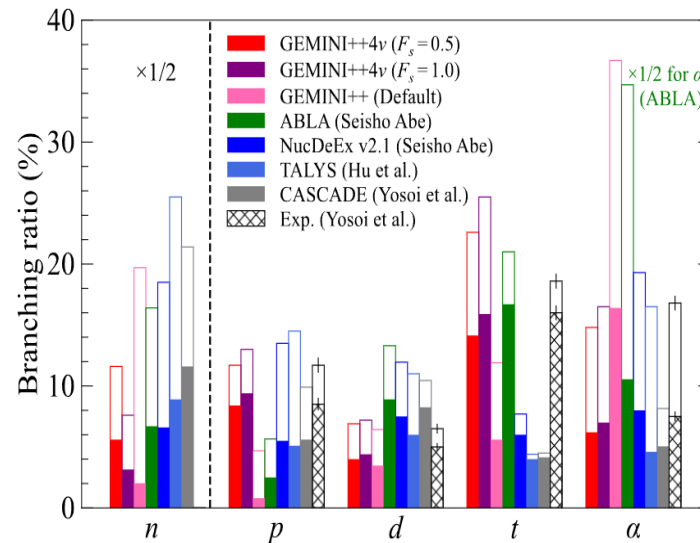 40
30
20
10
0
Branching ratio (%)
×1/2
GEMINI++4ν (Fs = 0.5)
GEMINI++4ν (Fs = 1.0)
GEMINI++ (Default)
ABLA (Seisho Abe)
NucDeEx v2.1 (Seisho Abe)
TALYS (Hu et al.)
CASCADE (Yosoi et al.)
Exp. (Yosoi et al.)
×1/2 for α
(ABLA)
n p d t α